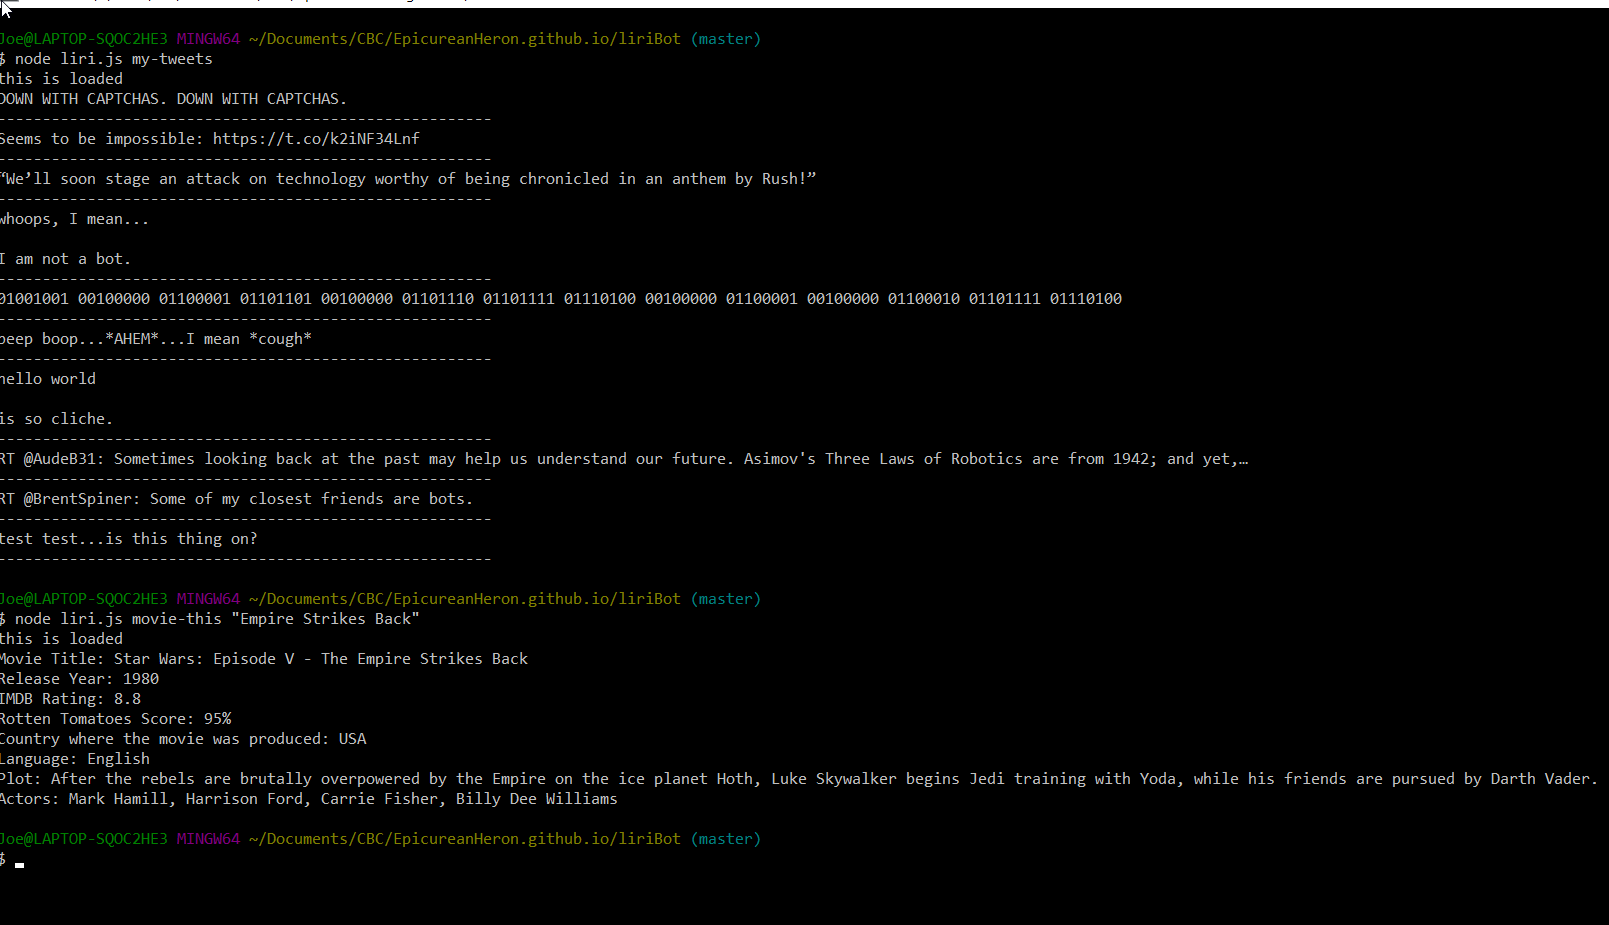 Joe@LAPTOP-SQOC2HE3 MINGW64 ~/Documents/CBC/EpicureanHeron.github.io/liriBot (master)
$ node liri.js my-tweets
this is loaded
DOWN WITH CAPTCHAS. DOWN WITH CAPTCHAS.
-------------------------------------------------------
Seems to be impossible: https://t.co/k2iNF34Lnf
-------------------------------------------------------
“We’ll soon stage an attack on technology worthy of being chronicled in an anthem by Rush!”
-------------------------------------------------------
whoops, I mean...
I am not a bot.
-------------------------------------------------------
01001001 00100000 01100001 01101101 00100000 01101110 01101111 01110100 00100000 01100001 00100000 01100010 01101111 01110100
-------------------------------------------------------
beep boop...*AHEM*...I mean *cough*
-------------------------------------------------------
hello world
is so cliche.
-------------------------------------------------------
RT @AudeB31: Sometimes looking back at the past may help us understand our future. Asimov's Three Laws of Robotics are from 1942; and yet,…
-------------------------------------------------------
RT @BrentSpiner: Some of my closest friends are bots.
-------------------------------------------------------
test test...is this thing on?
-------------------------------------------------------
Joe@LAPTOP-SQOC2HE3 MINGW64 ~/Documents/CBC/EpicureanHeron.github.io/liriBot (master)
$ node liri.js movie-this "Empire Strikes Back"
this is loaded
Movie Title: Star Wars: Episode V - The Empire Strikes Back
Release Year: 1980
IMDB Rating: 8.8
Rotten Tomatoes Score: 95%
Country where the movie was produced: USA
Language: English
Plot: After the rebels are brutally overpowered by the Empire on the ice planet Hoth, Luke Skywalker begins Jedi training with Yoda, while his friends are pursued by Darth Vader.
Actors: Mark Hamill, Harrison Ford, Carrie Fisher, Billy Dee Williams
Joe@LAPTOP-SQOC2HE3 MINGW64 ~/Documents/CBC/EpicureanHeron.github.io/liriBot (master)
$